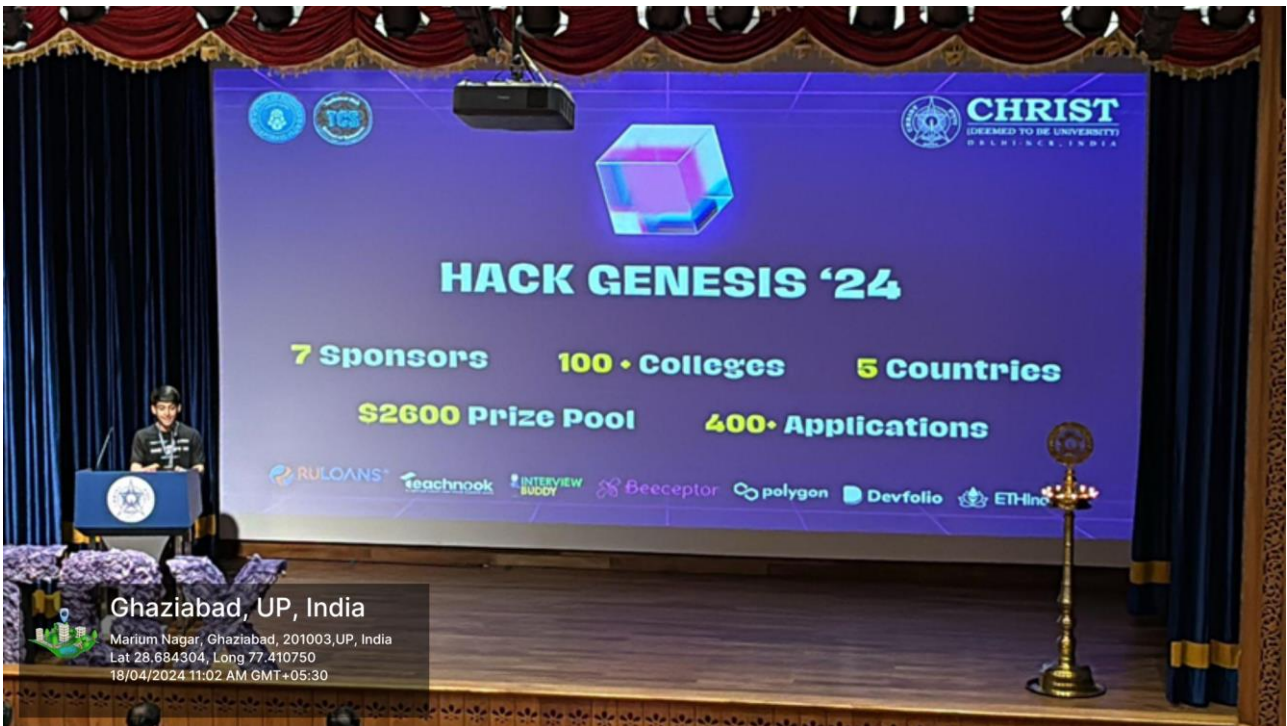 TCS
CHRIST
(DEEMED TO BE UNIVERSITY)
DELHI-NCR, INDIA
HACK GENESIS ‘24
7 Sponsors
100+ Colleges
5 Countries
$2600 Prize Pool
400+ Applications
RULOANS
Teachnook
INTERVIEW
BUDDY
Beeceptor
polygon
Devfolio
ETHInd
Ghaziabad, UP, India
Marium Nagar, Ghaziabad, 201003,UP, India
Lat 28.684304, Long 77.410750
18/04/2024 11:02 AM GMT+05:30